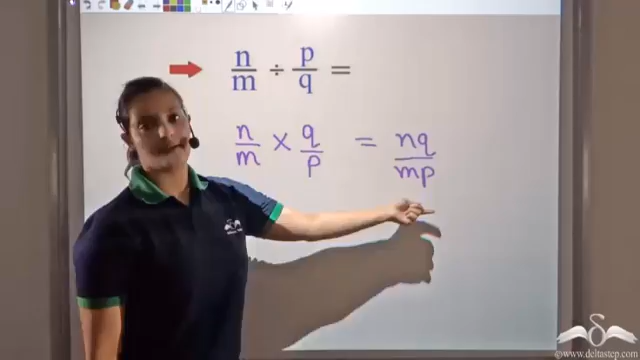 n/m ÷ p/q =
n/m × q/p = nq/mp
©www.deltastep.com